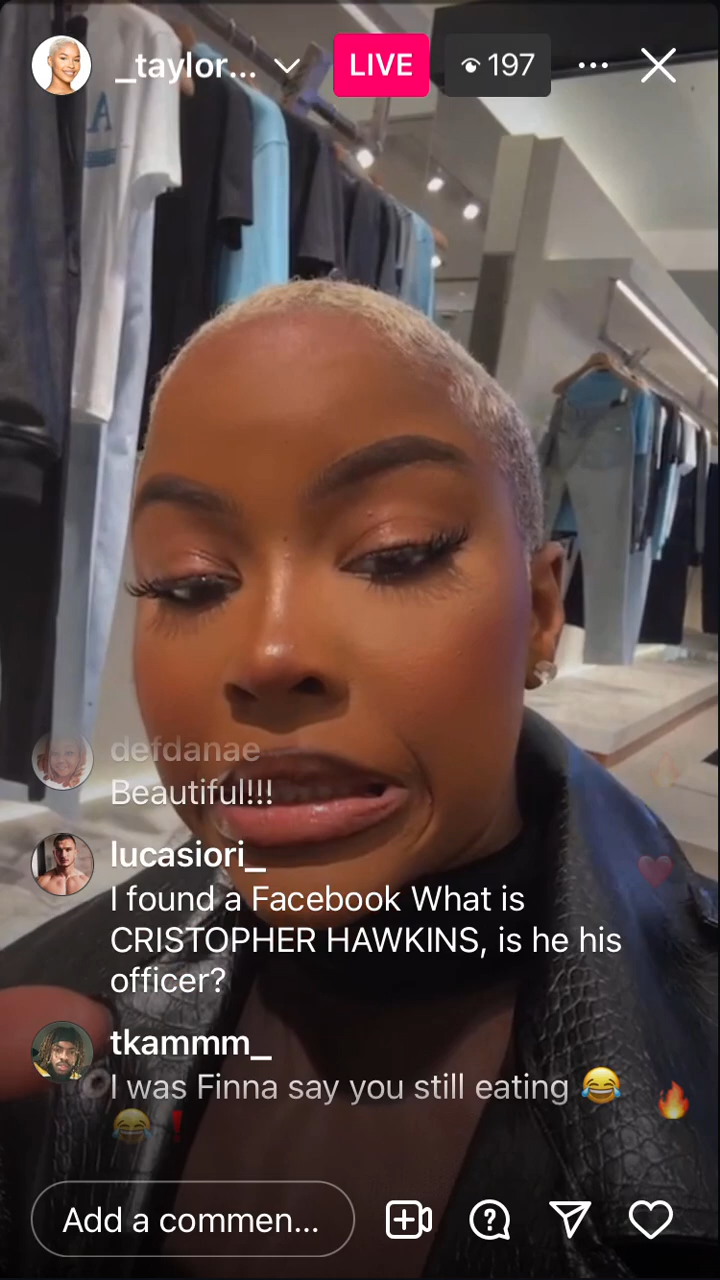 _taylor...
LIVE
197
A
defdanae
Beautiful!!!
lucasiori_
I found a Facebook What is
CRISTOPHER HAWKINS, is he his
officer?
tkammm_
I was Finna say you still eating 😂
😂❗
Add a commen...